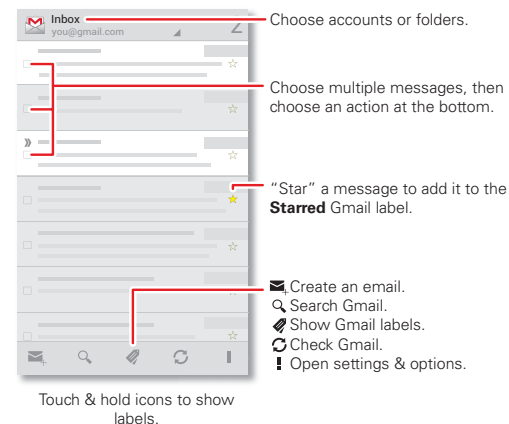 Inbox
you@gmail.com
2
Choose accounts or folders.
Choose multiple messages, then
choose an action at the bottom.
“Star” a message to add it to the
Starred Gmail label.
Create an email.
Search Gmail.
Show Gmail labels.
Check Gmail.
Open settings & options.
Touch & hold icons to show
labels.